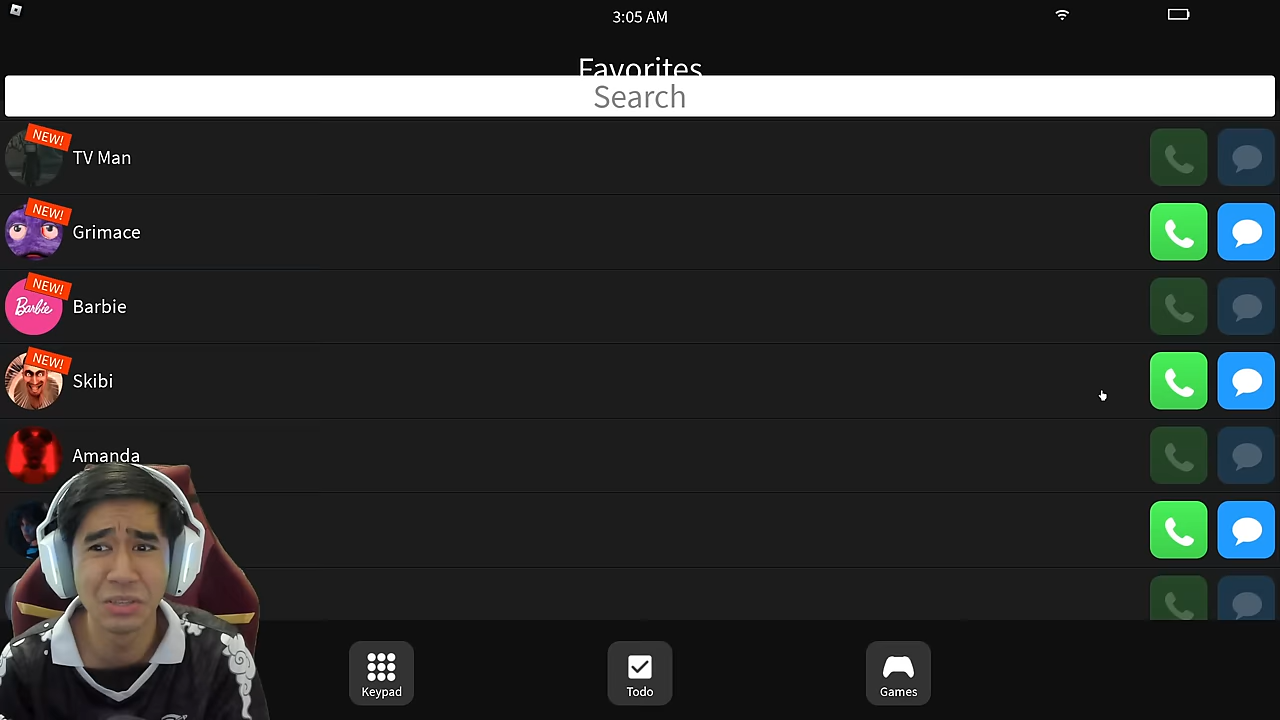 3:05 AM
Favorites
Search
NEW!
TV Man
NEW!
Grimace
NEW!
Barbie
Barbie
NEW!
Skibi
Amanda
Keypad
Todo
Games